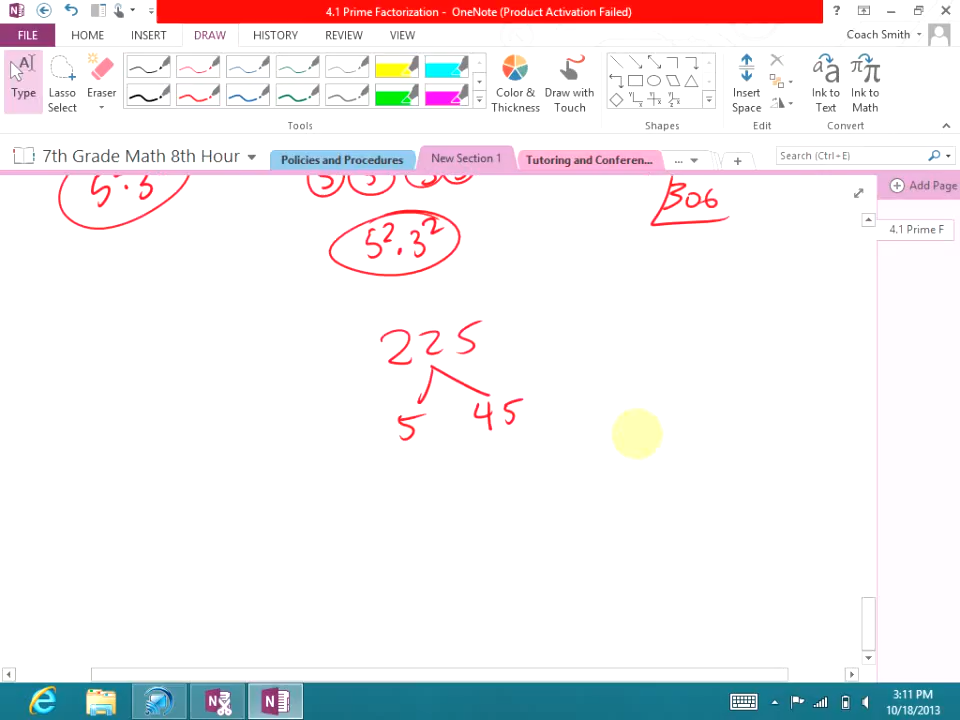 4.1 Prime Factorization - OneNote (Product Activation Failed)
?
FILE HOME INSERT DRAW HISTORY REVIEW VIEW
Coach Smith
Type
Lasso Select
Eraser
Color & Thickness
Draw with Touch
Insert Space
Ink to Text
Ink to Math
Tools
Shapes
Edit
Convert
7th Grade Math 8th Hour
Policies and Procedures
New Section 1
Tutoring and Conferen...
...
Search (Ctrl+E)
Add Page
4.1 Prime F
306
5² · 3²
225
5 45
3:11 PM
10/18/2013